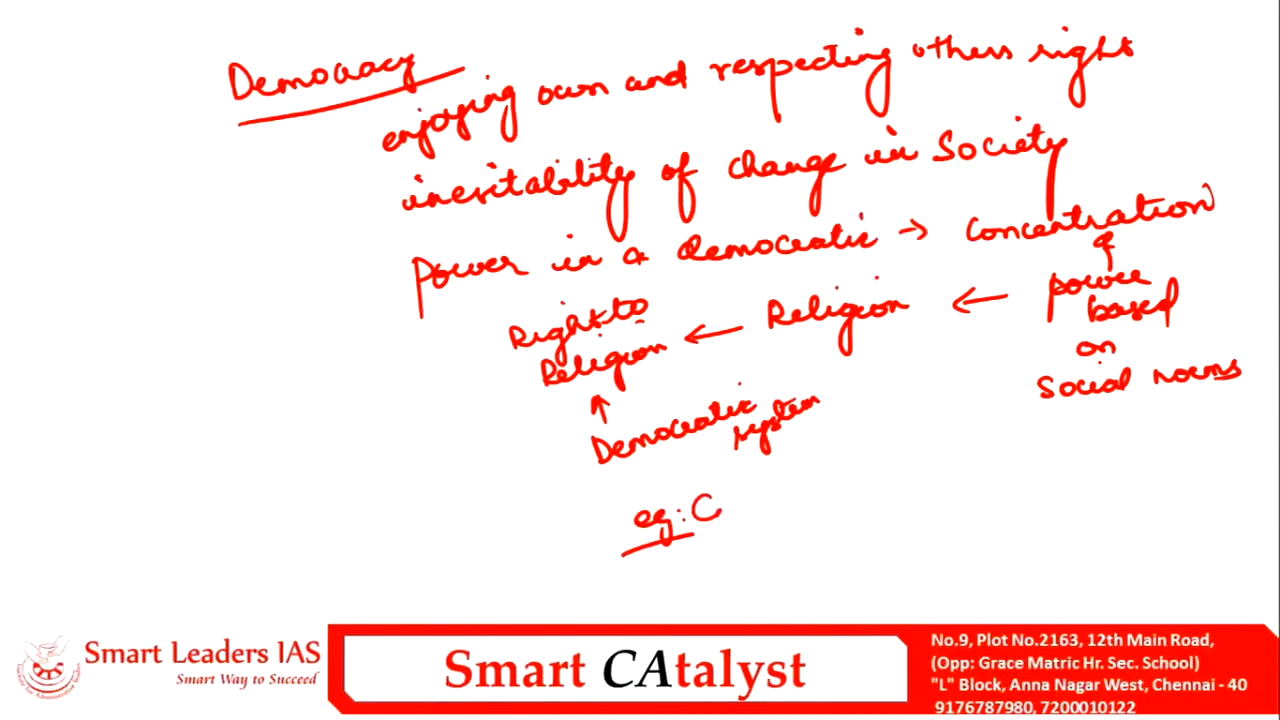 Democracy
enjoying own and respecting others right
inevitability of change in Society
Power in a democratic → Concentration
of
power
based
on
Social norms
← Religion ←
Right to
Religion
↑
Democratic
system
eg: C
Smart Leaders IAS
Smart Way to Succeed
Smart CAtalyst
No.9, Plot No.2163, 12th Main Road,
(Opp: Grace Matric Hr. Sec. School)
"L" Block, Anna Nagar West, Chennai - 40
9176787980, 7200010122